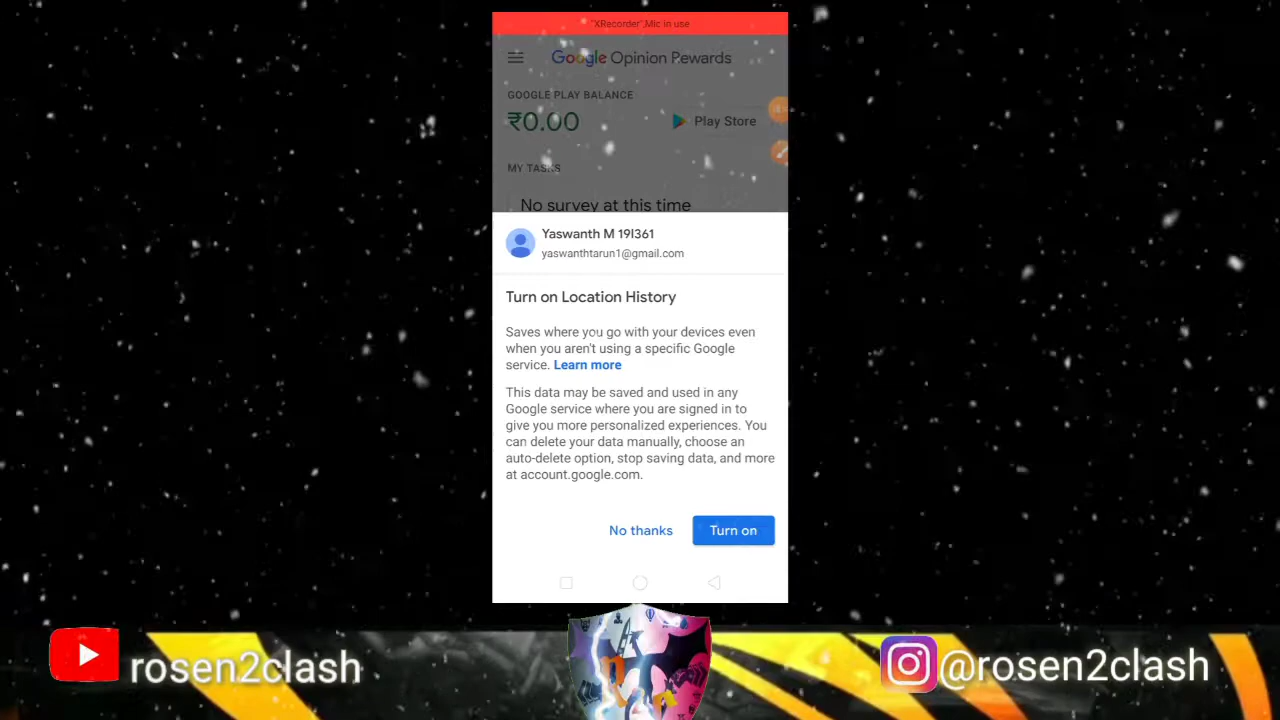 "XRecorder",Mic in use
Google Opinion Rewards
GOOGLE PLAY BALANCE
₹0.00
Play Store
MY TASKS
No survey at this time
Yaswanth M 19I361
yaswanthtarun1@gmail.com
Turn on Location History
Saves where you go with your devices even
when you aren't using a specific Google
service. Learn more
This data may be saved and used in any
Google service where you are signed in to
give you more personalized experiences. You
can delete your data manually, choose an
auto-delete option, stop saving data, and more
at account.google.com.
No thanks
Turn on
rosen2clash
@rosen2clash